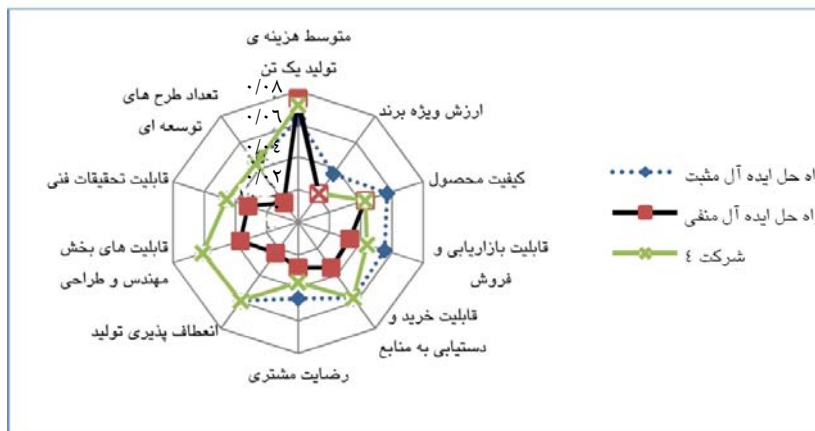 متوسط هزینه ی
تولید یک تن
ارزش ویژه برند
کیفیت محصول
قابلیت بازاریابی و
فروش
قابلیت خرید و
دستیابی به منابع
رضایت مشتری
انعطاف پذیری تولید
قابلیت های بخش
مهندس و طراحی
قابلیت تحقیقات فنی
تعداد طرح های
توسعه ای
۰/۰۸
۰/۰۶
۰/۰۴
۰/۰۲
اه حل ایده آل مثبت
اه حل ایده آل منفی
شرکت ٤